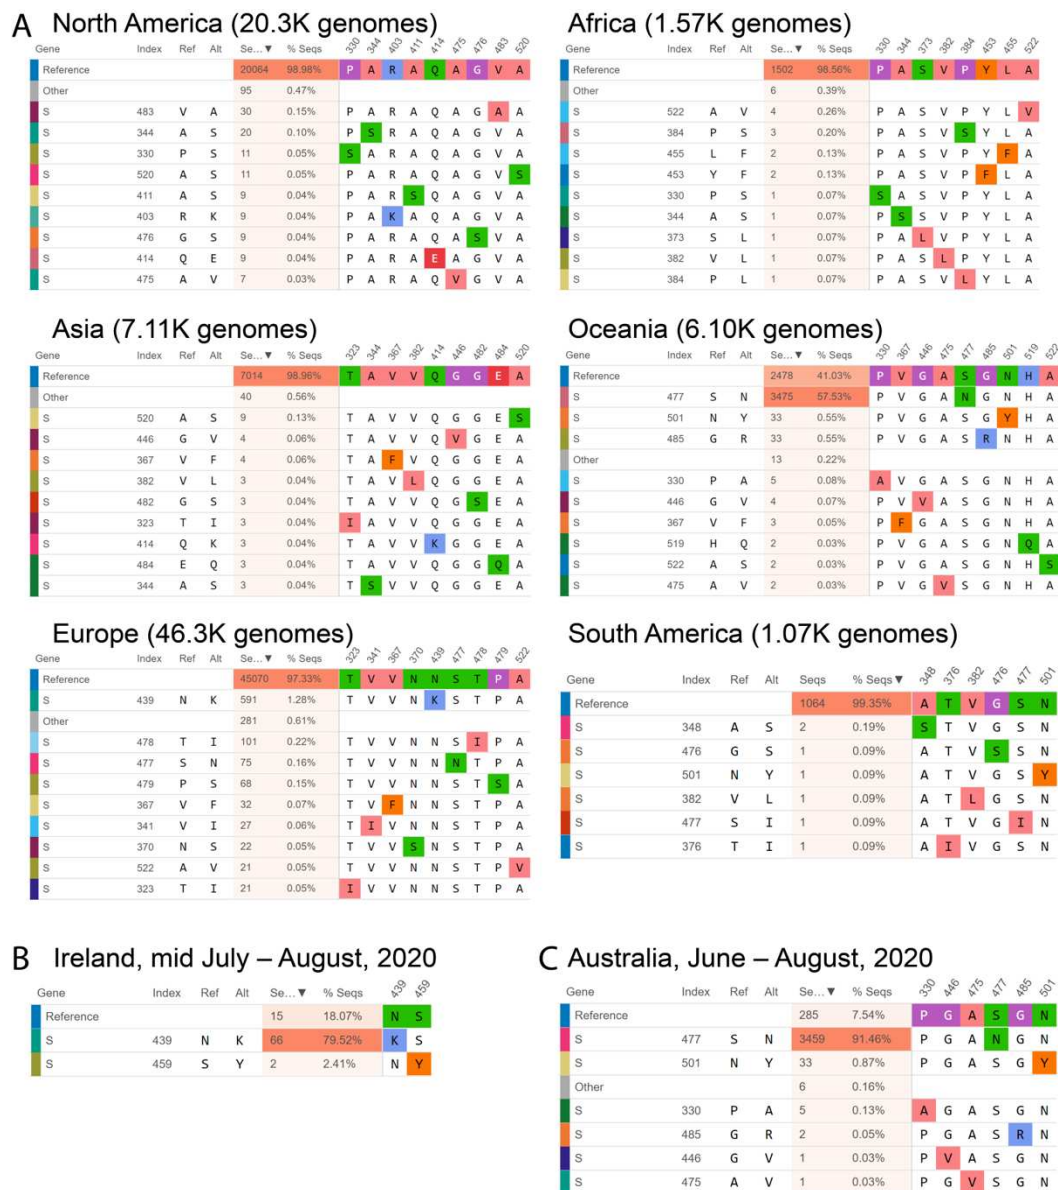 A North America (20.3K genomes)
Gene Index Ref Alt Se... ▼ % Seqs 330 344 403 411 414 475 476 483 520
Reference 20064 98.98% P A R A Q A G V A
Other 95 0.47%
S 483 V A 30 0.15% P A R A Q A G A A
S 344 A S 20 0.10% P S R A Q A G V A
S 330 P S 11 0.05% S A R A Q A G V A
S 520 A S 11 0.05% P A R A Q A G V S
S 411 A S 9 0.04% P A R S Q A G V A
S 403 R K 9 0.04% P A K A Q A G V A
S 476 G S 9 0.04% P A R A Q A S V A
S 414 Q E 9 0.04% P A R A E A G V A
S 475 A V 7 0.03% P A R A Q V G V A
Africa (1.57K genomes)
Gene Index Ref Alt Se... ▼ % Seqs 330 344 373 382 384 453 455 522
Reference 1502 98.56% P A S V P Y L A
Other 6 0.39%
S 522 A V 4 0.26% P A S V P Y L V
S 384 P S 3 0.20% P A S V S Y L A
S 455 L F 2 0.13% P A S V P Y F A
S 453 Y F 2 0.13% P A S V P F L A
S 330 P S 1 0.07% S A S V P Y L A
S 344 A S 1 0.07% P S S V P Y L A
S 373 S L 1 0.07% P A L V P Y L A
S 382 V L 1 0.07% P A S L P Y L A
S 384 P L 1 0.07% P A S V L Y L A
Asia (7.11K genomes)
Gene Index Ref Alt Se... ▼ % Seqs 323 344 367 382 414 446 482 484 520
Reference 7014 98.96% T A V V Q G G E A
Other 40 0.56%
S 520 A S 9 0.13% T A V V Q G G E S
S 446 G V 4 0.06% T A V V Q V G E A
S 367 V F 4 0.06% T A F V Q G G E A
S 382 V L 3 0.04% T A V L Q G G E A
S 482 G S 3 0.04% T A V V Q G S E A
S 323 T I 3 0.04% I A V V Q G G E A
S 414 Q K 3 0.04% T A V V K G G E A
S 484 E Q 3 0.04% T A V V Q G G Q A
S 344 A S 3 0.04% T S V V Q G G E A
Oceania (6.10K genomes)
Gene Index Ref Alt Se... ▼ % Seqs 330 367 446 475 477 485 501 519 522
Reference 2478 41.03% P V G A S G N H A
S 477 S N 3475 57.53% P V G A N G N H A
S 501 N Y 33 0.55% P V G A S G Y H A
S 485 G R 33 0.55% P V G A S R N H A
Other 13 0.22%
S 330 P A 5 0.08% A V G A S G N H A
S 446 G V 4 0.07% P V V A S G N H A
S 367 V F 3 0.05% P F G A S G N H A
S 519 H Q 2 0.03% P V G A S G N Q A
S 522 A S 2 0.03% P V G A S G N H S
S 475 A V 2 0.03% P V G V S G N H A
Europe (46.3K genomes)
Gene Index Ref Alt Se... ▼ % Seqs 323 341 367 370 439 477 478 479 522
Reference 45070 97.33% T V V N N S T P A
S 439 N K 591 1.28% T V V N K S T P A
Other 281 0.61%
S 478 T I 101 0.22% T V V N N S I P A
S 477 S N 75 0.16% T V V N N N T P A
S 479 P S 68 0.15% T V V N N S T S A
S 367 V F 32 0.07% T V F N N S T P A
S 341 V I 27 0.06% T I V N N S T P A
S 370 N S 22 0.05% T V V S N S T P A
S 522 A V 21 0.05% T V V N N S T P V
S 323 T I 21 0.05% I V V N N S T P A
South America (1.07K genomes)
Gene Index Ref Alt Seqs % Seqs ▼ 348 376 382 476 477 501
Reference 1064 99.35% A T V G S N
S 348 A S 2 0.19% S T V G S N
S 476 G S 1 0.09% A T V S S N
S 501 N Y 1 0.09% A T V G S Y
S 382 V L 1 0.09% A T L G S N
S 477 S I 1 0.09% A T V G I N
S 376 T I 1 0.09% A I V G S N
B Ireland, mid July – August, 2020
Gene Index Ref Alt Se... ▼ % Seqs 439 459
Reference 15 18.07% N S
S 439 N K 66 79.52% K S
S 459 S Y 2 2.41% N Y
C Australia, June – August, 2020
Gene Index Ref Alt Se... ▼ % Seqs 330 446 475 477 485 501
Reference 285 7.54% P G A S G N
S 477 S N 3459 91.46% P G A N G N
S 501 N Y 33 0.87% P G A S G Y
Other 6 0.16%
S 330 P A 5 0.13% A G A S G N
S 485 G R 2 0.05% P G A S R N
S 446 G V 1 0.03% P V A S G N
S 475 A V 1 0.03% P G V S G N